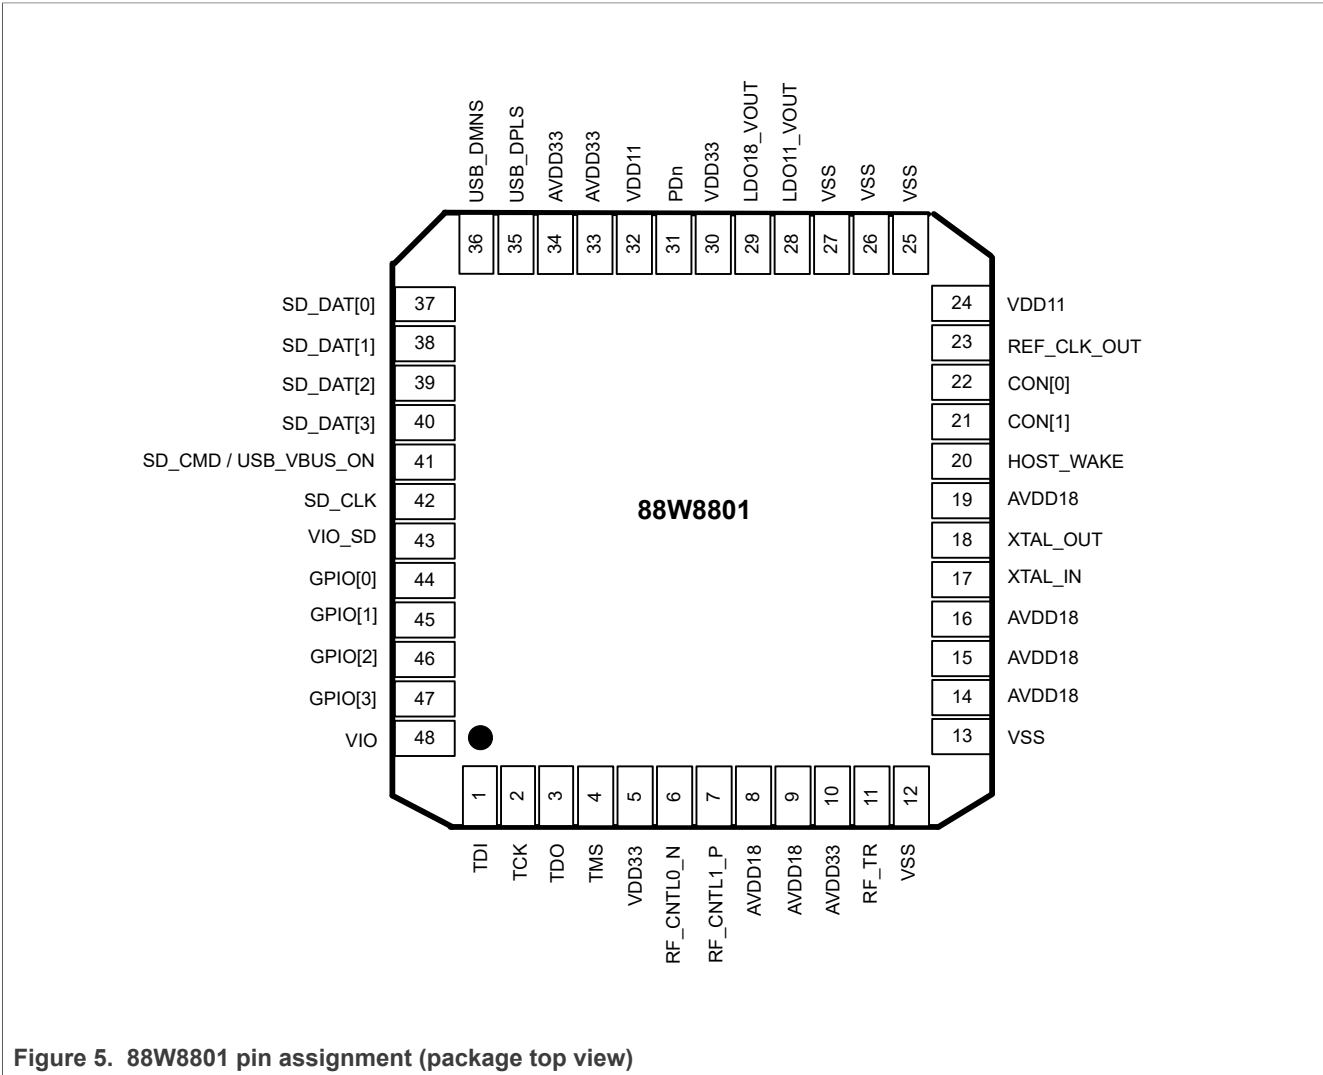 USB_DMNS
USB_DPLS
AVDD33
AVDD33
VDD11
PDn
VDD33
LDO18_VOUT
LDO11_VOUT
VSS
VSS
VSS
36
35
34
33
32
31
30
29
28
27
26
25
SD_DAT[0] 37
SD_DAT[1] 38
SD_DAT[2] 39
SD_DAT[3] 40
SD_CMD / USB_VBUS_ON 41
SD_CLK 42
VIO_SD 43
GPIO[0] 44
GPIO[1] 45
GPIO[2] 46
GPIO[3] 47
VIO 48
88W8801
24 VDD11
23 REF_CLK_OUT
22 CON[0]
21 CON[1]
20 HOST_WAKE
19 AVDD18
18 XTAL_OUT
17 XTAL_IN
16 AVDD18
15 AVDD18
14 AVDD18
13 VSS
1
2
3
4
5
6
7
8
9
10
11
12
TDI
TCK
TDO
TMS
VDD33
RF_CNTL0_N
RF_CNTL1_P
AVDD18
AVDD18
AVDD33
RF_TR
VSS
Figure 5. 88W8801 pin assignment (package top view)